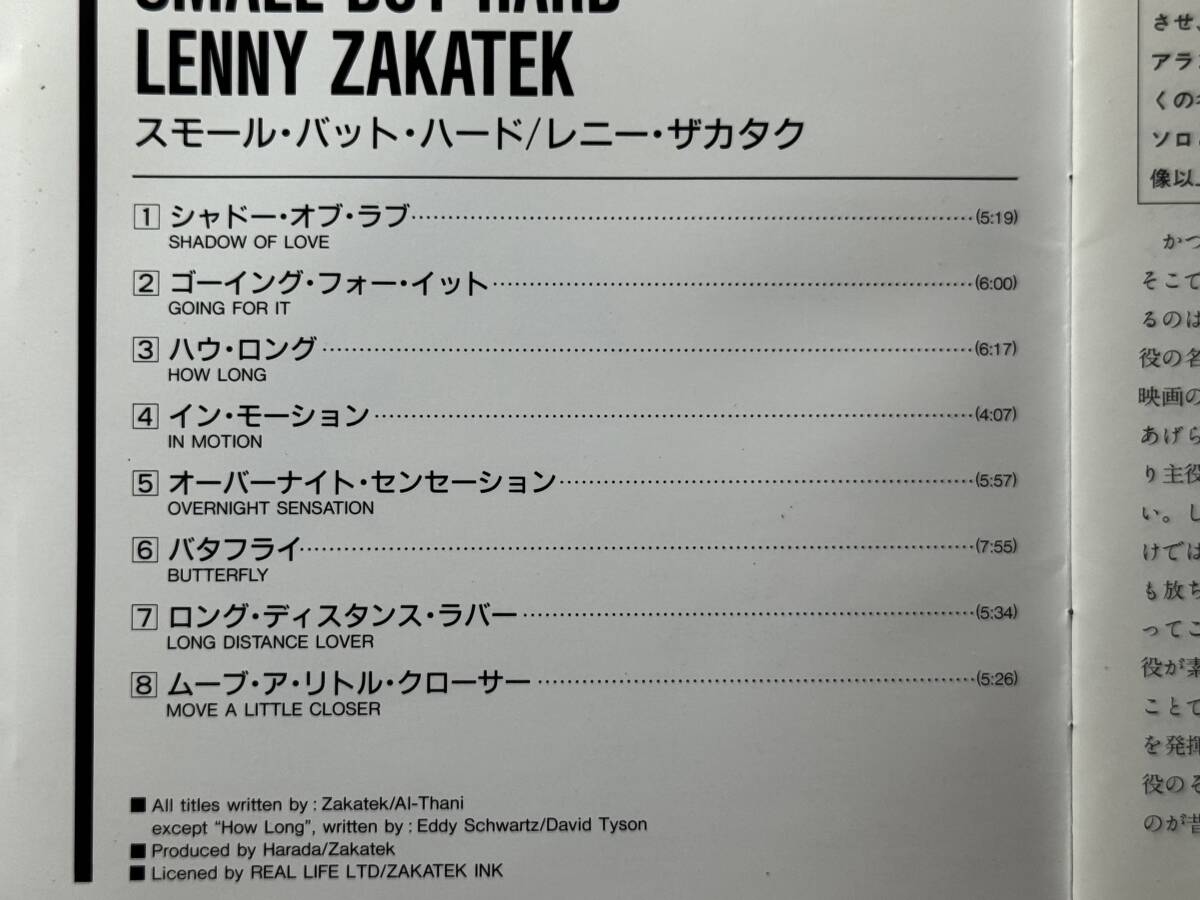 SMALL BUT HARD
LENNY ZAKATEK
スモール・バット・ハード/レニー・ザカタク
1 シャドー・オブ・ラブ (5:19)
SHADOW OF LOVE
2 ゴーイング・フォー・イット (6:00)
GOING FOR IT
3 ハウ・ロング (6:17)
HOW LONG
4 イン・モーション (4:07)
IN MOTION
5 オーバーナイト・センセーション (5:57)
OVERNIGHT SENSATION
6 バタフライ (7:55)
BUTTERFLY
7 ロング・ディスタンス・ラバー (5:34)
LONG DISTANCE LOVER
8 ムーブ・ア・リトル・クローサー (5:26)
MOVE A LITTLE CLOSER
■ All titles written by : Zakatek/Al-Thani
except “How Long”, written by : Eddy Schwartz/David Tyson
■ Produced by Harada/Zakatek
■ Licened by REAL LIFE LTD/ZAKATEK INK
させ、
アラ
くの
ソロ
像以
かつ
そこで
るのは
役の名
映画の
あげら
り主役
い。し
けでは
も放ち
ってこ
役が素
ことで
を発揮
役のそ
のが昔